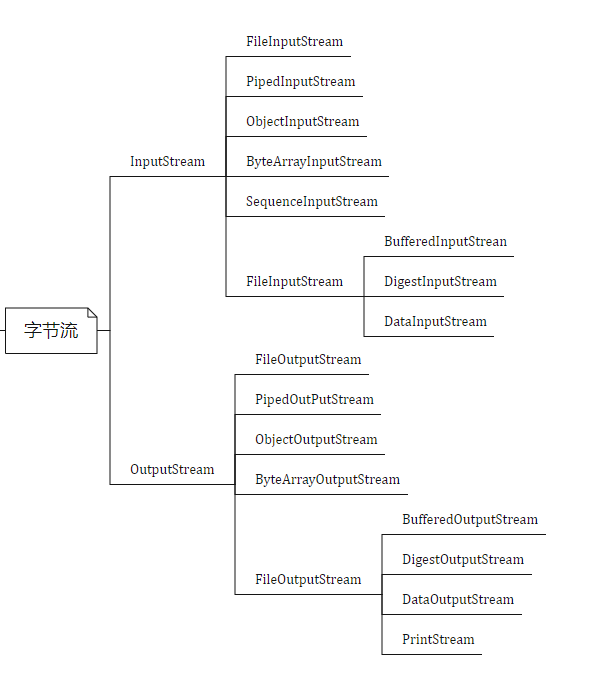 FileInputStream
PipedInputStream
ObjectInputStream
InputStream
ByteArrayInputStream
SequenceInputStream
BufferedInputStrean
FileInputStream
DigestInputStream
DataInputStream
字节流
FileOutputStream
PipedOutPutStream
ObjectOutputStream
OutputStream
ByteArrayOutputStream
BufferedOutputStream
DigestOutputStream
FileOutputStream
DataOutputStream
PrintStream